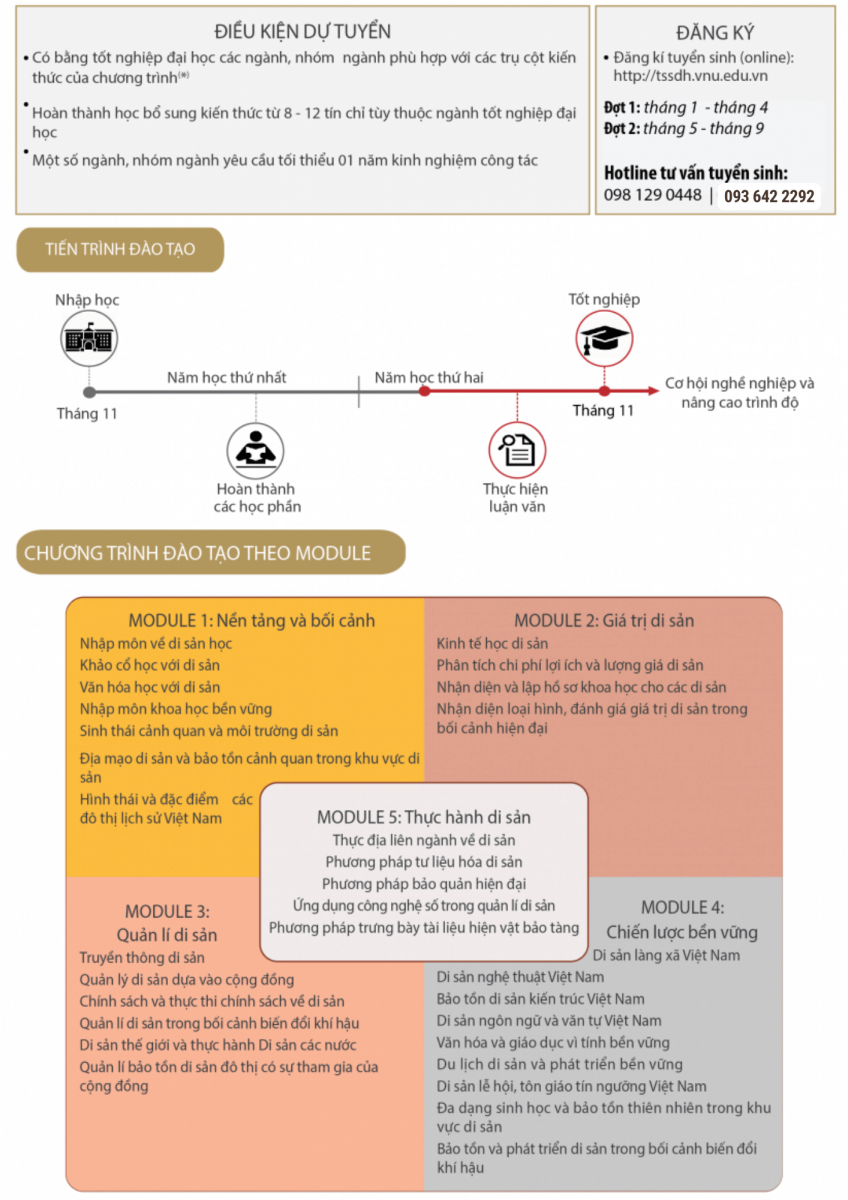 ĐIỀU KIỆN DỰ TUYỂN
• Có bằng tốt nghiệp đại học các ngành, nhóm ngành phù hợp với các trụ cột kiến
thức của chương trình(*)
• Hoàn thành học bổ sung kiến thức từ 8 - 12 tín chỉ tùy thuộc ngành tốt nghiệp đại
học
• Một số ngành, nhóm ngành yêu cầu tối thiểu 01 năm kinh nghiệm công tác
ĐĂNG KÝ
• Đăng kí tuyển sinh (online):
http://tssdh.vnu.edu.vn
Đợt 1: tháng 1 - tháng 4
Đợt 2: tháng 5 - tháng 9
Hotline tư vấn tuyển sinh:
098 129 0448 | 093 642 2292
TIẾN TRÌNH ĐÀO TẠO
Nhập học
Tốt nghiệp
Năm học thứ nhất
Năm học thứ hai
Cơ hội nghề nghiệp và
nâng cao trình độ
Tháng 11
Tháng 11
Hoàn thành
các học phần
Thực hiện
luận văn
CHƯƠNG TRÌNH ĐÀO TẠO THEO MODULE
MODULE 1: Nền tảng và bối cảnh
Nhập môn về di sản học
Khảo cổ học với di sản
Văn hóa học với di sản
Nhập môn khoa học bền vững
Sinh thái cảnh quan và môi trường di sản
Địa mạo di sản và bảo tồn cảnh quan trong khu vực di
sản
Hình thái và đặc điểm các
đô thị lịch sử Việt Nam
MODULE 2: Giá trị di sản
Kinh tế học di sản
Phân tích chi phí lợi ích và lượng giá di sản
Nhận diện và lập hồ sơ khoa học cho các di sản
Nhận diện loại hình, đánh giá giá trị di sản trong
bối cảnh hiện đại
MODULE 5: Thực hành di sản
Thực địa liên ngành về di sản
Phương pháp tư liệu hóa di sản
Phương pháp bảo quản hiện đại
Ứng dụng công nghệ số trong quản lí di sản
Phương pháp trưng bày tài liệu hiện vật bảo tàng
MODULE 3:
Quản lí di sản
Truyền thông di sản
Quản lý di sản dựa vào cộng đồng
Chính sách và thực thi chính sách về di sản
Quản lí di sản trong bối cảnh biến đổi khí hậu
Di sản thế giới và thực hành Di sản các nước
Quản lí bảo tồn di sản đô thị có sự tham gia của
cộng đồng
MODULE 4:
Chiến lược bền vững
Di sản làng xã Việt Nam
Di sản nghệ thuật Việt Nam
Bảo tồn di sản kiến trúc Việt Nam
Di sản ngôn ngữ và văn tự Việt Nam
Văn hóa và giáo dục vì tính bền vững
Du lịch di sản và phát triển bền vững
Di sản lễ hội, tôn giáo tín ngưỡng Việt Nam
Đa dạng sinh học và bảo tồn thiên nhiên trong khu
vực di sản
Bảo tồn và phát triển di sản trong bối cảnh biến đổi
khí hậu